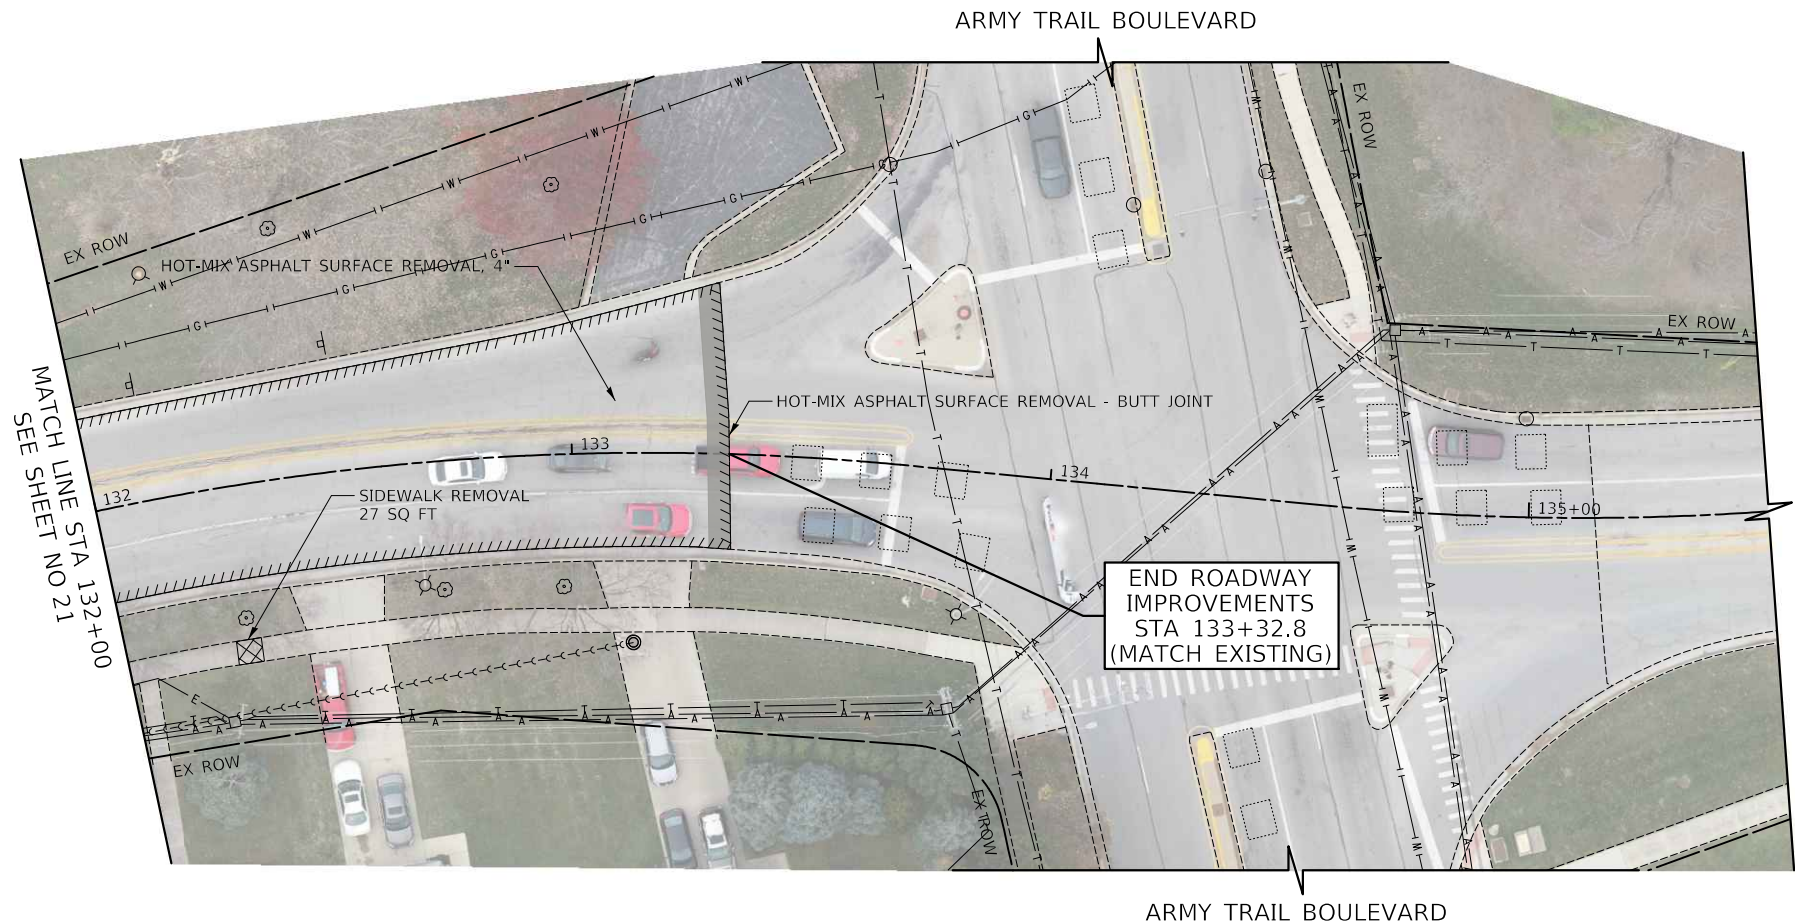 ARMY TRAIL BOULEVARD
EX ROW
EX ROW
HOT-MIX ASPHALT SURFACE REMOVAL, 4"
EX ROW
MATCH LINE STA 132+00
SEE SHEET NO 21
HOT-MIX ASPHALT SURFACE REMOVAL - BUTT JOINT
132
133
134
135+00
SIDEWALK REMOVAL
27 SQ FT
END ROADWAY
IMPROVEMENTS
STA 133+32.8
(MATCH EXISTING)
EX ROW
EX ROW
ARMY TRAIL BOULEVARD